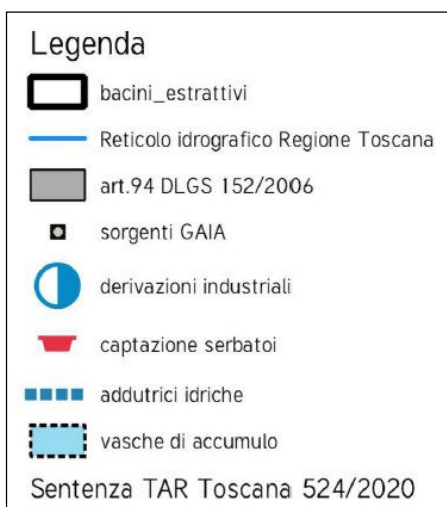 Legenda
bacini_estrattivi
Reticolo idrografico Regione Toscana
art.94 DLGS 152/2006
sorgenti GAIA
derivazioni industriali
captazione serbatoi
addutrici idriche
vasche di accumulo
Sentenza TAR Toscana 524/2020